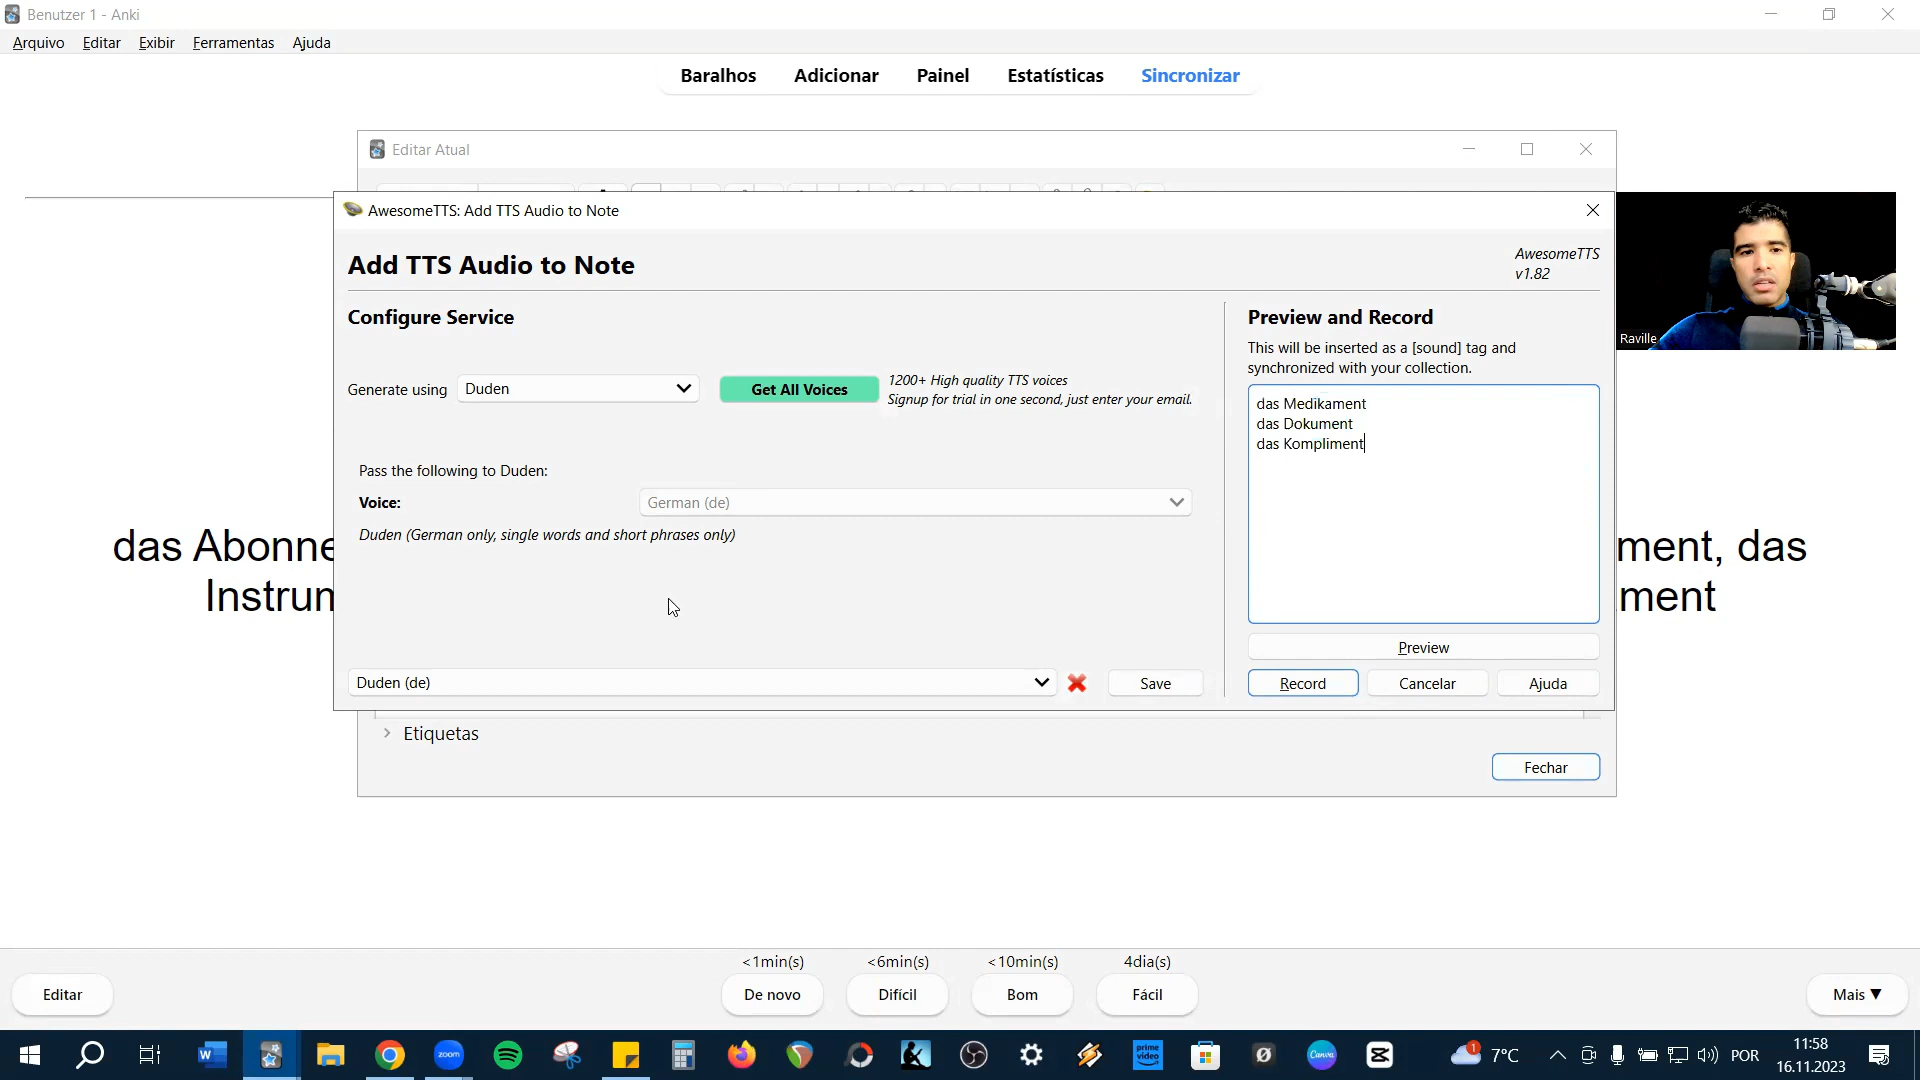 Benutzer 1 - Anki
Arquivo Editar Exibir Ferramentas Ajuda
Baralhos Adicionar Painel Estatísticas Sincronizar
Editar Atual
AwesomeTTS: Add TTS Audio to Note
Add TTS Audio to Note
AwesomeTTS
v1.82
Configure Service
Generate using Duden Get All Voices
1200+ High quality TTS voices
Signup for trial in one second, just enter your email.
Pass the following to Duden:
Voice: German (de)
Duden (German only, single words and short phrases only)
Duden (de) Save
Preview and Record
This will be inserted as a [sound] tag and
synchronized with your collection.
das Medikament
das Dokument
das Kompliment
Preview
Record Cancelar Ajuda
Raville
das Abonne ment, das
Instrum ment
Etiquetas
Fechar
<1min(s) <6min(s) <10min(s) 4dia(s)
Editar De novo Difícil Bom Fácil Mais ▼
W zoom prime video Canva 1 7°C POR 11:58
16.11.2023